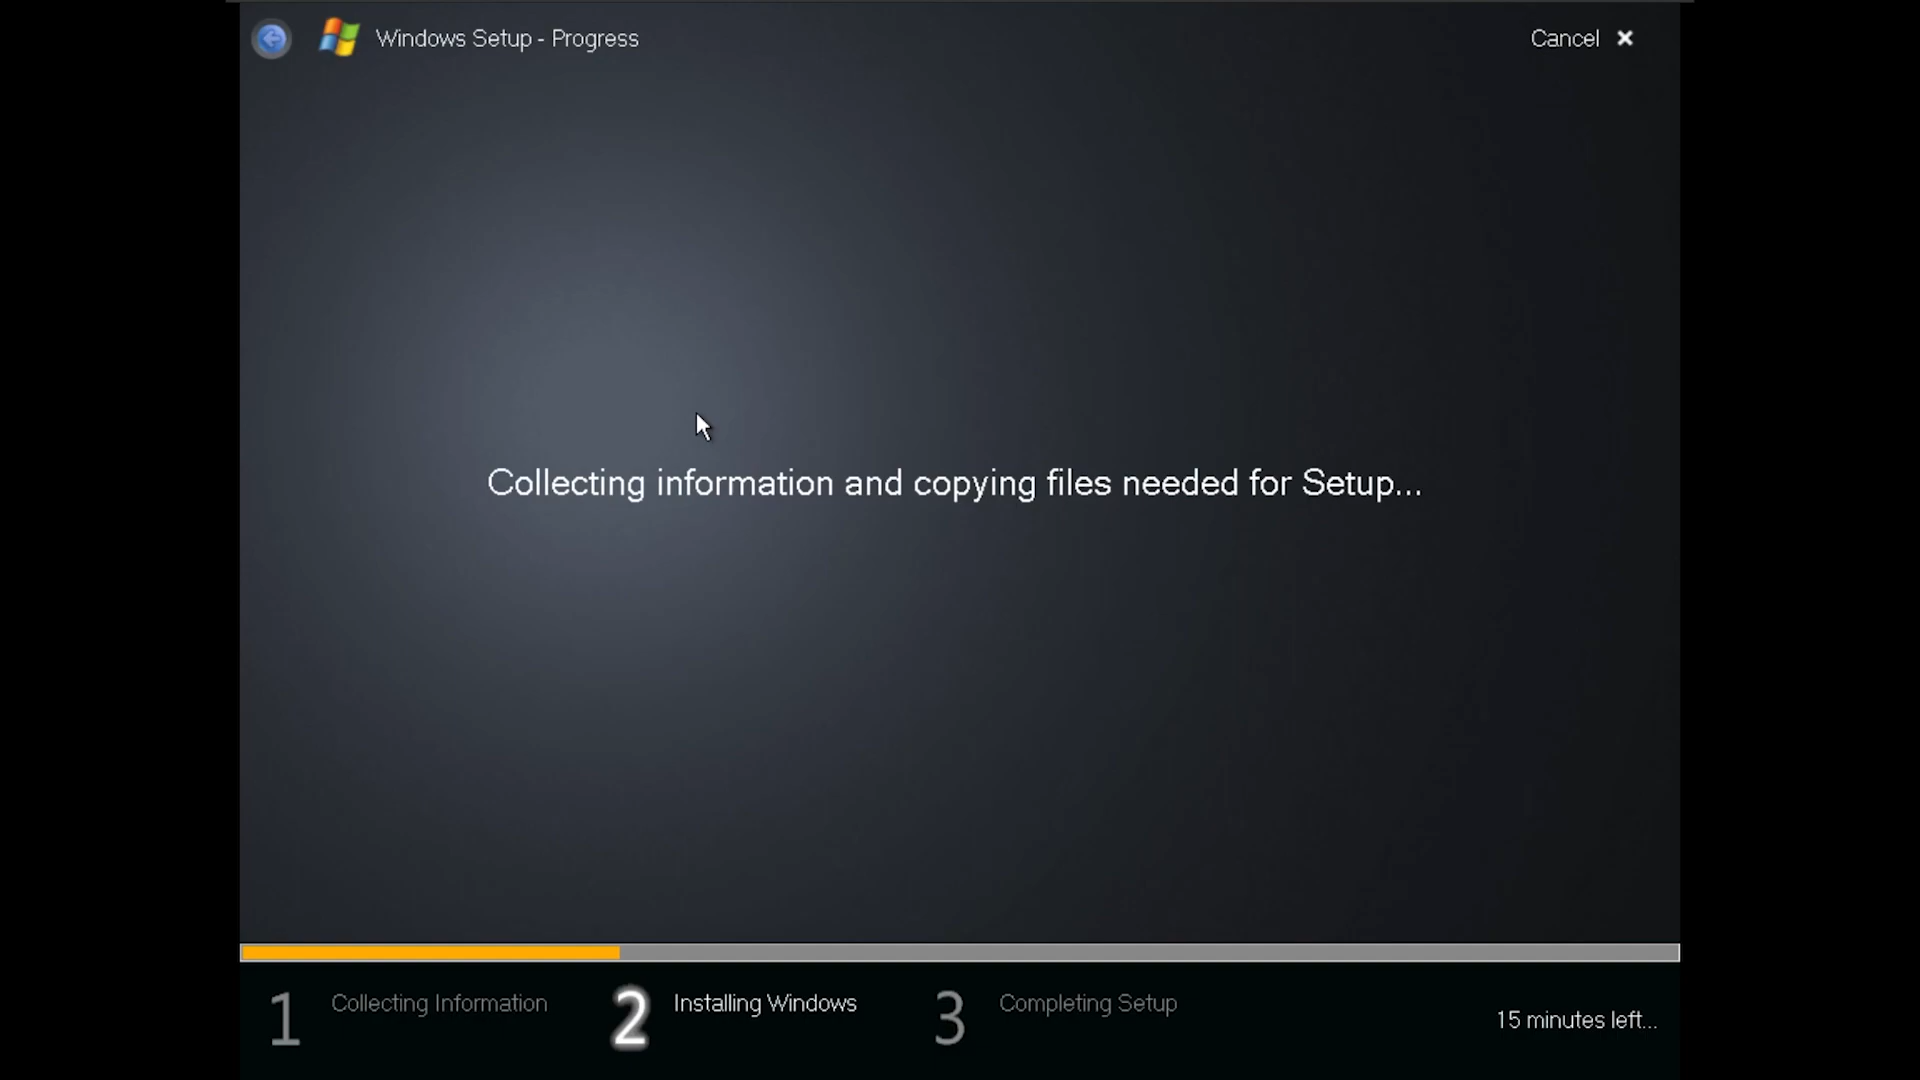 Windows Setup - Progress
Cancel
Collecting information and copying files needed for Setup...
1 Collecting Information
2 Installing Windows
3 Completing Setup
15 minutes left...